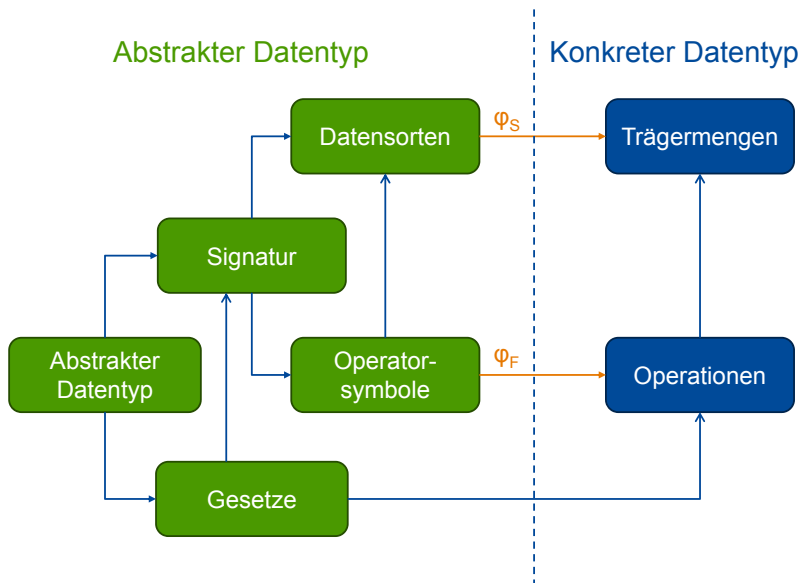 Abstrakter Datentyp
Konkreter Datentyp
Datensorten
φS
Trägermengen
Signatur
Abstrakter
Datentyp
Operator-
symbole
φF
Operationen
Gesetze